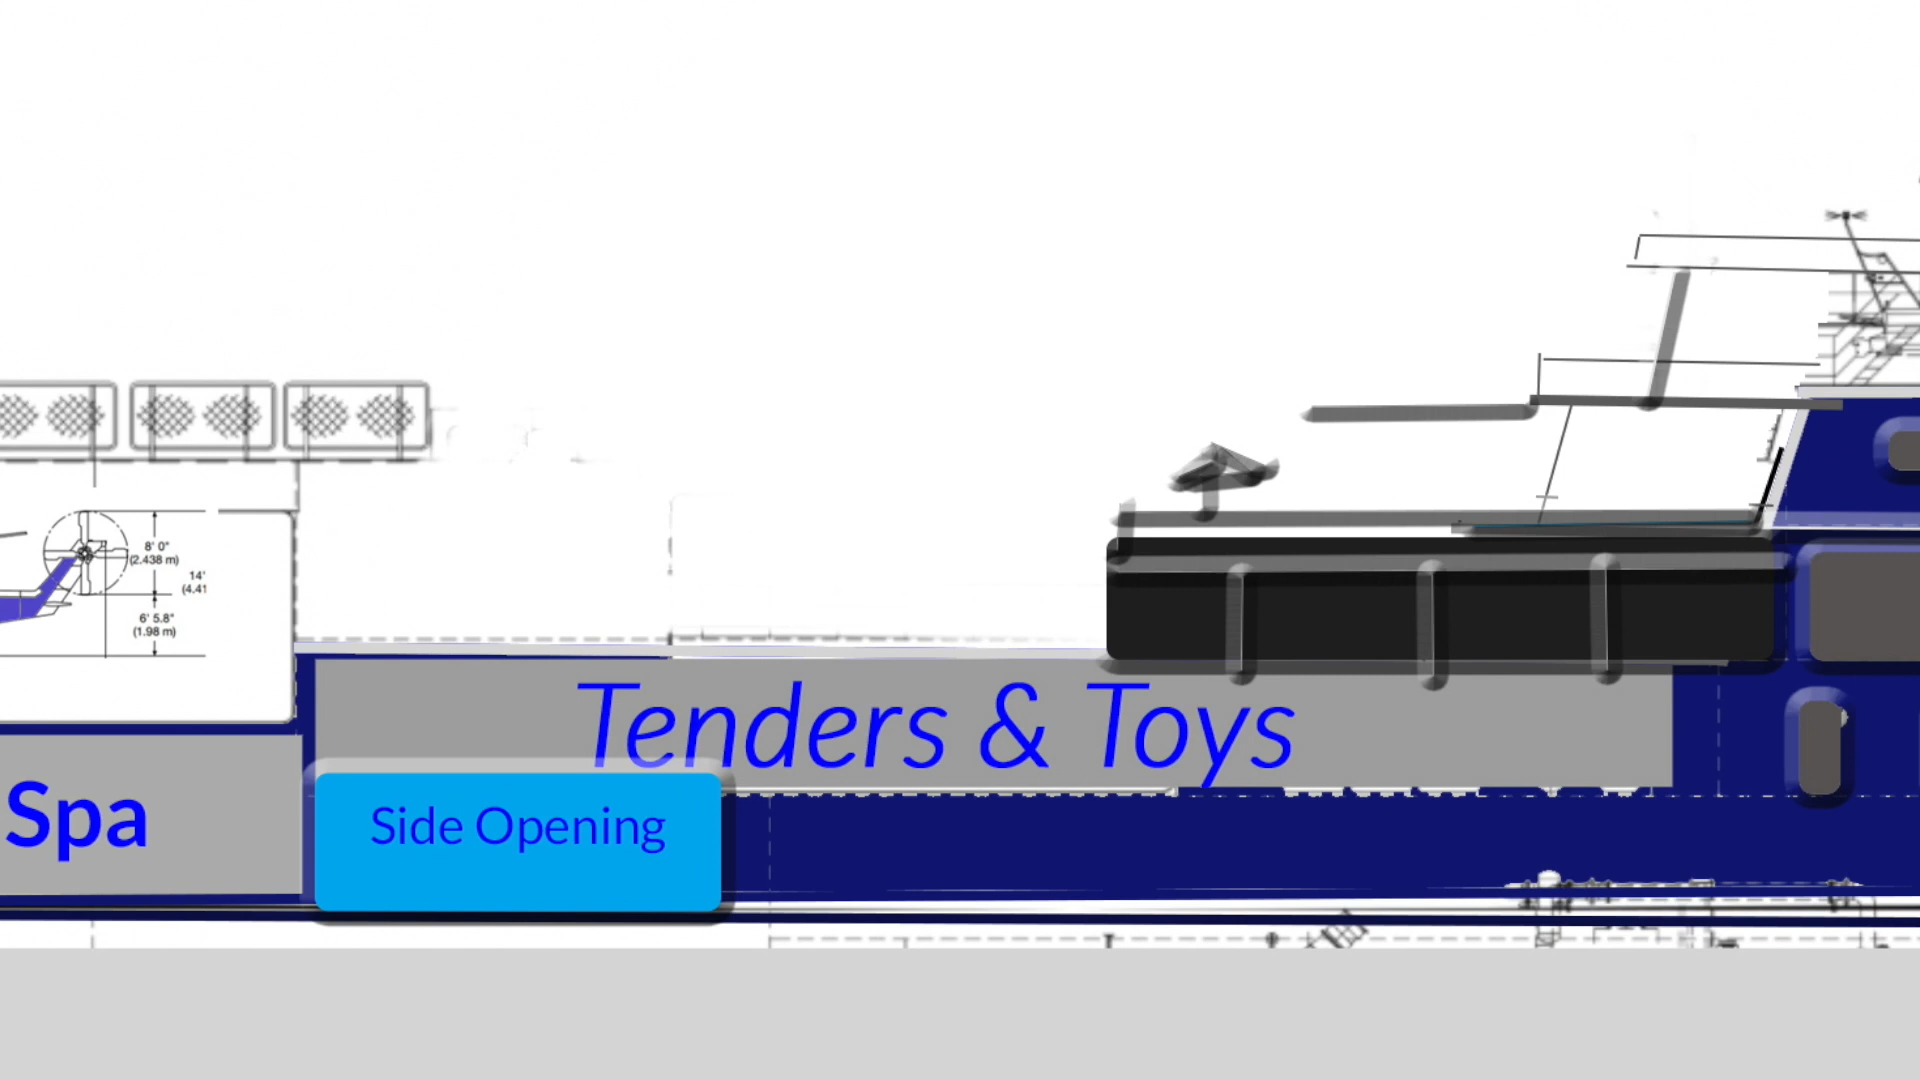 8' 0"
(2.438 m)
14'
(4.41
6' 5.8"
(1.98 m)
Tenders & Toys
Spa
Side Opening